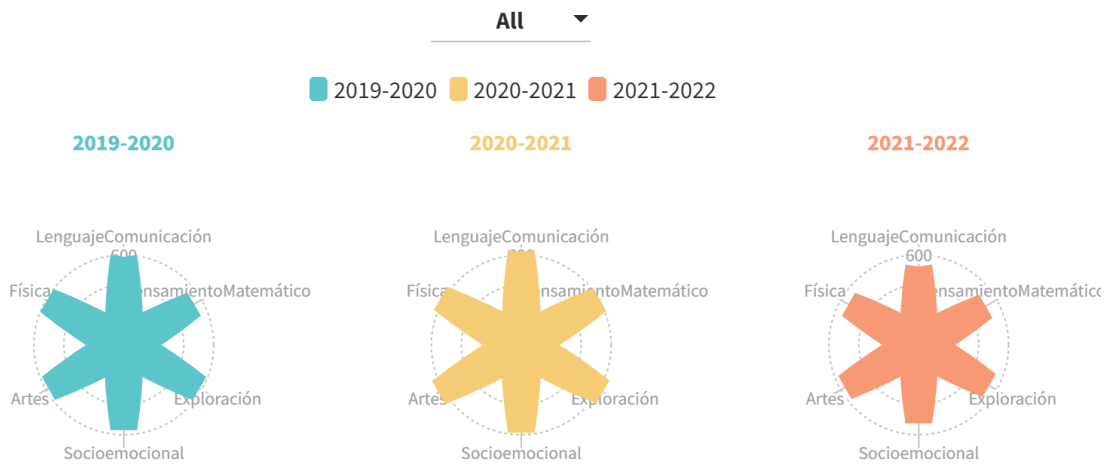 All
2019-2020 2020-2021 2021-2022
2019-2020
LenguajeComunicación
600
Física
Artes
Exploración
Socioemocional
2020-2021
LenguajeComunicación
Física
Artes
Exploración
Socioemocional
2021-2022
LenguajeComunicación
600
Física
Artes
Exploración
Socioemocional